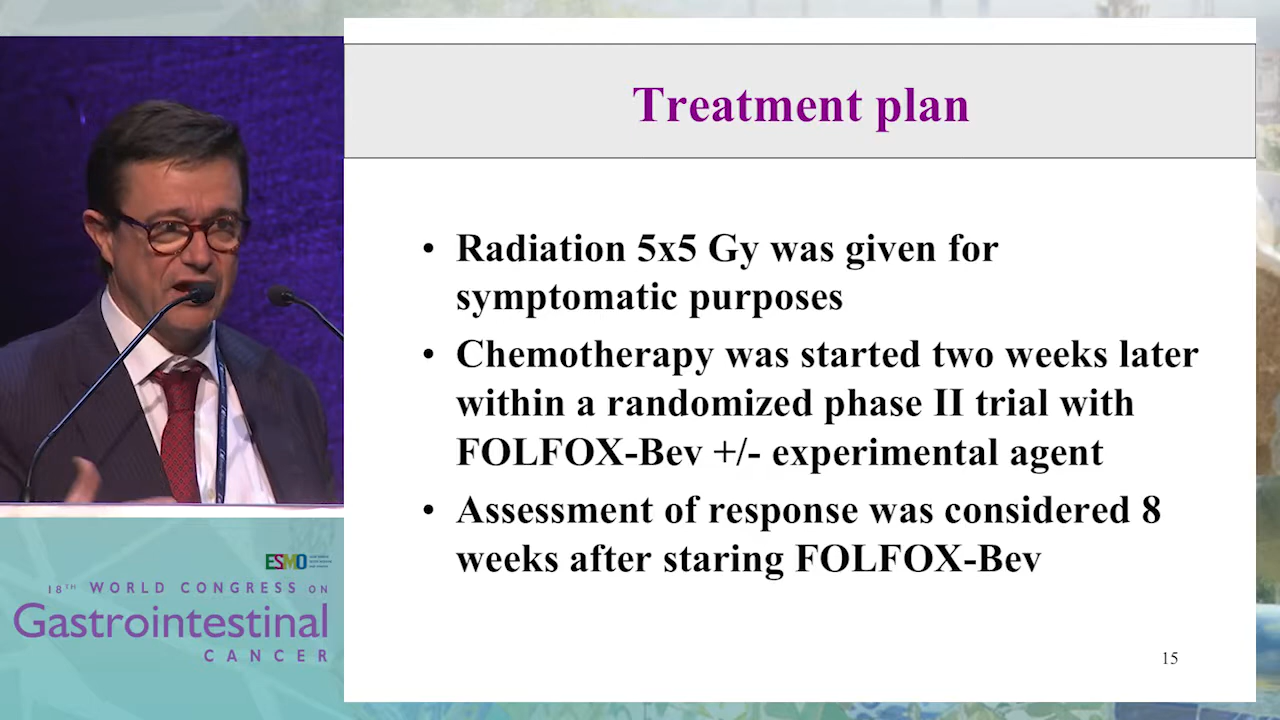 Treatment plan
• Radiation 5x5 Gy was given for
symptomatic purposes
• Chemotherapy was started two weeks later
within a randomized phase II trial with
FOLFOX-Bev +/- experimental agent
• Assessment of response was considered 8
weeks after staring FOLFOX-Bev
15
ESMO
18TH WORLD CONGRESS ON
Gastrointestinal
CANCER